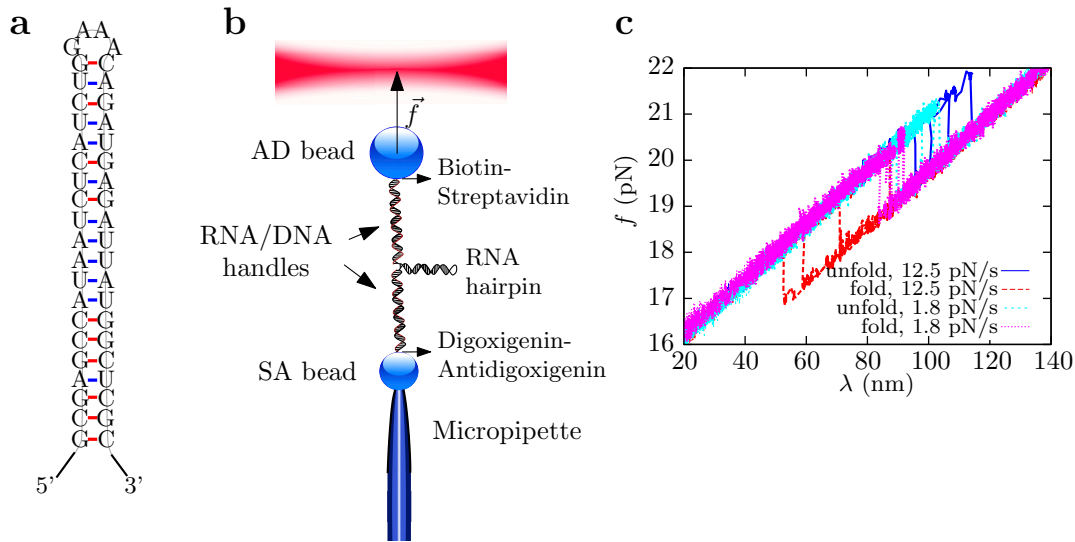 a
AA
G A
G-C
U-A
C-G
U-A
A-U
C-G
U-A
C-G
U-A
A-U
A-U
U-A
A-U
C-G
C-G
G-C
A-U
G-C
C-G
G-C
5' 3'
b
f
AD bead
Biotin-
Streptavidin
RNA/DNA
handles
RNA
hairpin
Digoxigenin-
Antidigoxigenin
SA bead
Micropipette
c
22
21
20
19
18
17
16
f (pN)
unfold, 12.5 pN/s
fold, 12.5 pN/s
unfold, 1.8 pN/s
fold, 1.8 pN/s
20 40 60 80 100 120 140
λ (nm)